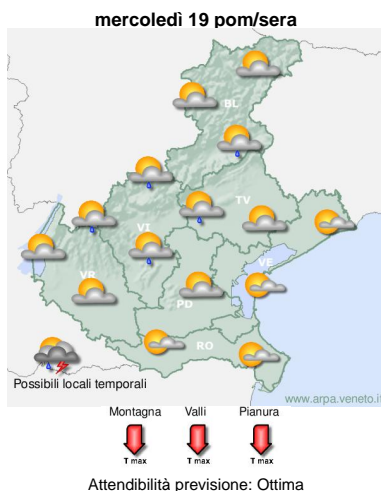 mercoledì 19 pom/sera
BL
TV
VI
VE
VR
PD
RO
Possibili locali temporali
www.arpa.veneto.it
Montagna Valli Pianura
T max T max T max
Attendibilità previsione: Ottima